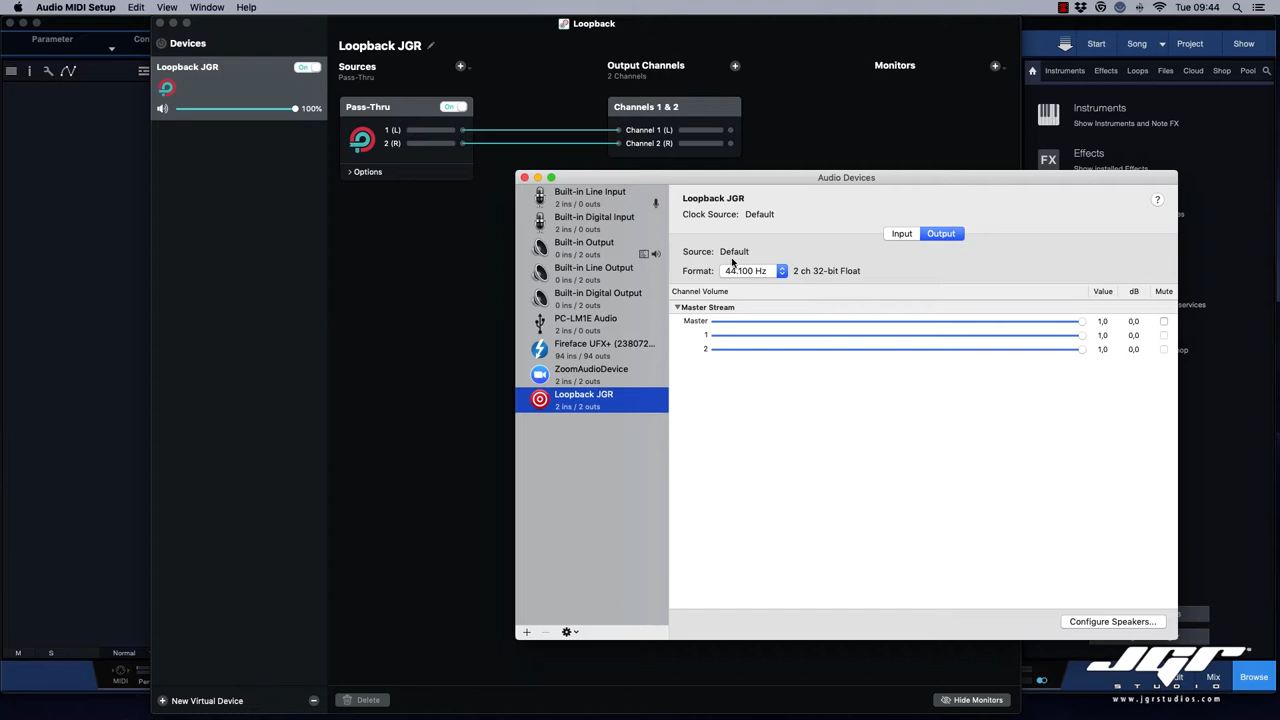 Audio MIDI Setup Edit View Window Help
Tue 09:44
Loopback
Parameter
Devices
Loopback JGR
Start Song Project Show
Loopback JGR On
Sources
Pass-Thru
Output Channels
2 Channels
Monitors
Instruments Effects Loops Files Cloud Shop Pool
100%
Pass-Thru On
Channels 1 & 2
Instruments
Show Instruments and Note FX
1 (L)
Channel 1 (L)
2 (R)
Channel 2 (R)
FX
Effects
Show installed Effects
Options
Audio Devices
Built-in Line Input
2 ins / 0 outs
Built-in Digital Input
2 ins / 0 outs
Built-in Output
0 ins / 2 outs
Built-in Line Output
0 ins / 2 outs
Built-in Digital Output
0 ins / 2 outs
PC-LM1E Audio
2 ins / 0 outs
Fireface UFX+ (238072...
94 ins / 94 outs
ZoomAudioDevice
2 ins / 2 outs
Loopback JGR
2 ins / 2 outs
Loopback JGR
?
Clock Source: Default
Input Output
Source: Default
Format: 44.100 Hz 2 ch 32-bit Float
Channel Volume Value dB Mute
Master Stream
Master 1,0 0,0
1 1,0 0,0
2 1,0 0,0
Configure Speakers...
M S Normal
MIDI
Mix Browse
New Virtual Device
Delete
Hide Monitors
JGR
STUDIOS
www.jgrstudios.com